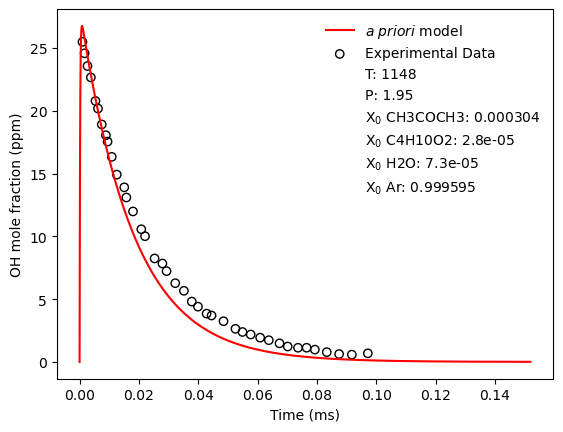 a priori model
Experimental Data
T: 1148
P: 1.95
X0 CH3COCH3: 0.000304
X0 C4H10O2: 2.8e-05
X0 H2O: 7.3e-05
X0 Ar: 0.999595
OH mole fraction (ppm)
25
20
15
10
5
0
0.00 0.02 0.04 0.06 0.08 0.10 0.12 0.14
Time (ms)